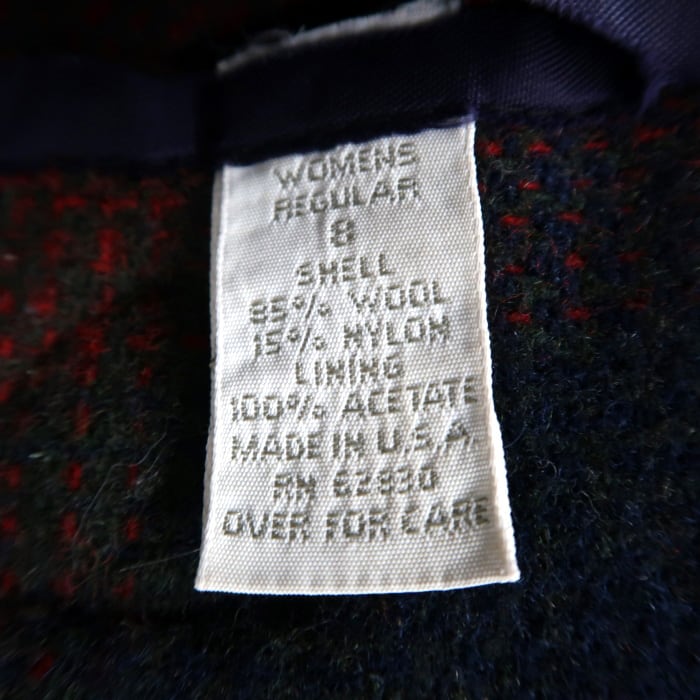 WOMENS
REGULAR
8
SHELL
85% WOOL
15% NYLON
LINING
100% ACETATE
MADE IN U.S.A.
RN 62830
OVER FOR CARE